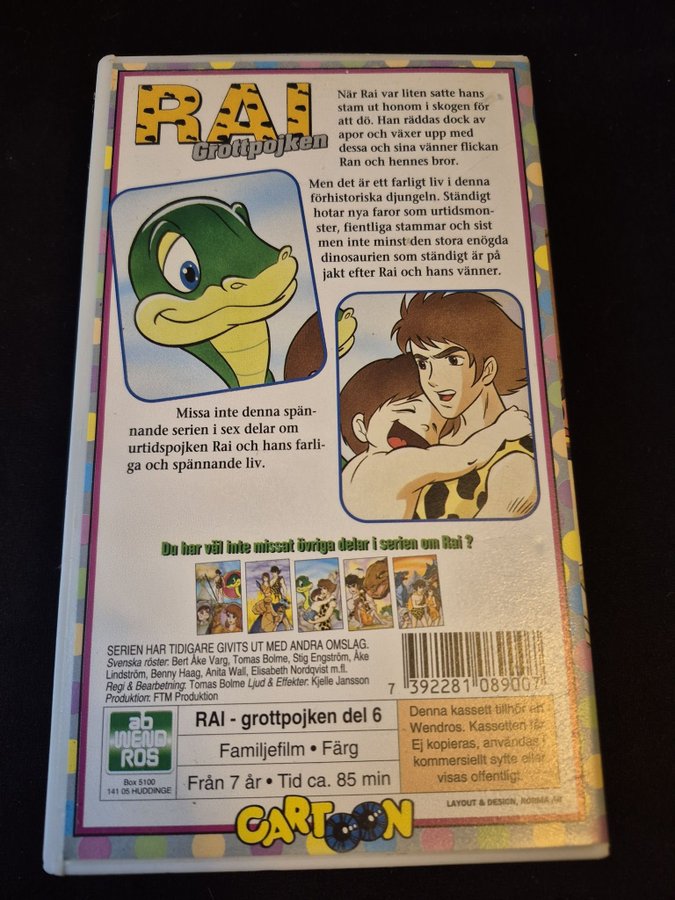 RAI
Grottpojken
När Rai var liten satte hans
stam ut honom i skogen för
att dö. Han räddas dock av
apor och växer upp med
dessa och sina vänner flickan
Ran och hennes bror.
Men det är ett farligt liv i denna
förhistoriska djungeln. Ständigt
hotar nya faror som urtidsmon-
ster, fientliga stammar och sist
men inte minst den stora enögda
dinosaurien som ständigt är på
jakt efter Rai och hans vänner.
Missa inte denna spän-
nande serien i sex delar om
urtidspojken Rai och hans farli-
ga och spännande liv.
Du har väl inte missat övriga delar i serien om Rai ?
SERIEN HAR TIDIGARE GIVITS UT MED ANDRA OMSLAG.
Svenska röster: Bert Åke Varg, Tomas Bolme, Stig Engström, Åke
Lindström, Benny Haag, Anita Wall, Elisabeth Nordqvist m.fl.
Regi & Bearbetning: Tomas Bolme Ljud & Effekter: Kjelle Jansson
Produktion: FTM Produktion
7 392281 089007
ab
WEND
ROS
Box 5100
141 05 HUDDINGE
RAI - grottpojken del 6
Familjefilm • Färg
Från 7 år • Tid ca. 85 min
Denna kassett tillhör
Wendros. Kassetten får
Ej kopieras, användas
kommersiellt syfte eller
visas offentligt.
LAYOUT & DESIGN, NORMA
CARTOON